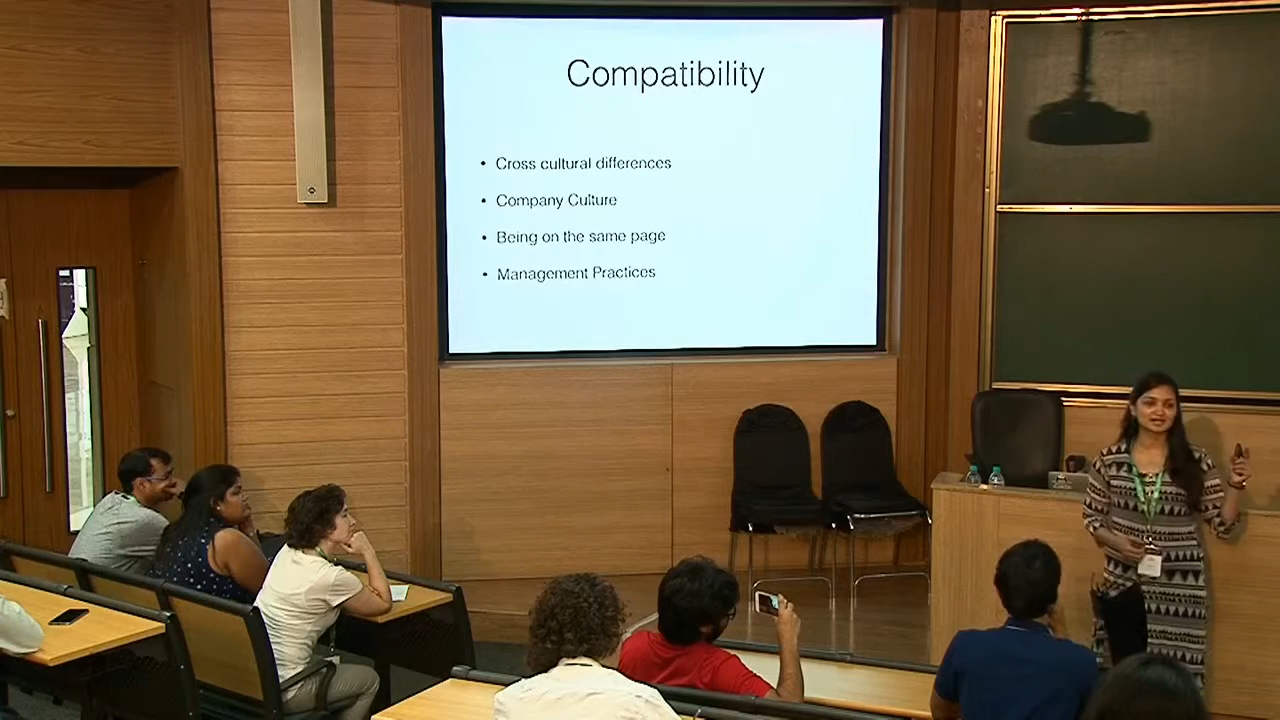 Compatibility
• Cross cultural differences
• Company Culture
• Being on the same page
• Management Practices